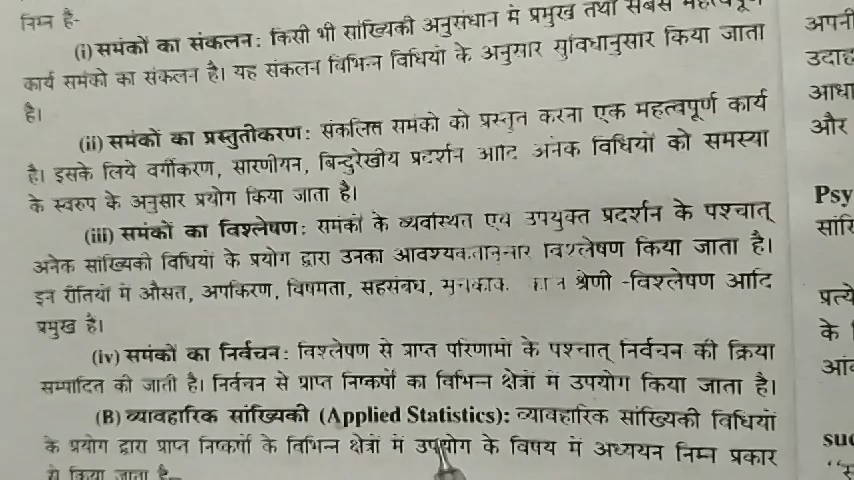 निम्न है-
(i) समंकों का संकलन: किसी भी सांख्यिकी अनुसंधान में प्रमुख तथा सबसे महत्वपूर्ण
कार्य समंको का संकलन है। यह संकलन विभिन्न विधियों के अनुसार सुविधानुसार किया जाता
है।
(ii) समंकों का प्रस्तुतीकरण: संकलित समंको को प्रस्तुत करना एक महत्वपूर्ण कार्य
है। इसके लिये वर्गीकरण, सारणीयन, बिन्दुरेखीय प्रदर्शन आदि अनेक विधियों को समस्या
के स्वरुप के अनुसार प्रयोग किया जाता है।
(iii) समंकों का विश्लेषण: समंकों के व्यवस्थित एवं उपयुक्त प्रदर्शन के पश्चात्
अनेक सांख्यिकी विधियों के प्रयोग द्वारा उनका आवश्यकतानुसार विश्लेषण किया जाता है।
इन रीतियों में औसत, अपकिरण, विषमता, सहसंबंध, श्रेणी -विश्लेषण आदि
प्रमुख है।
(iv) समंकों का निर्वचन: विश्लेषण से प्राप्त परिणामों के पश्चात् निर्वचन की क्रिया
सम्पादित की जाती है। निर्वचन से प्राप्त निष्कर्षों का विभिन्न क्षेत्रों में उपयोग किया जाता है।
(B) व्यावहारिक सांख्यिकी (Applied Statistics): व्यावहारिक सांख्यिकी विधियों
के प्रयोग द्वारा प्राप्त निष्कर्षों के विभिन्न क्षेत्रों में उपयोग के विषय में अध्ययन निम्न प्रकार
से किया जाता है-
अपनी
उदाह
आधा
और
Psy
सांखि
प्रत्ये
के
आंक
suc